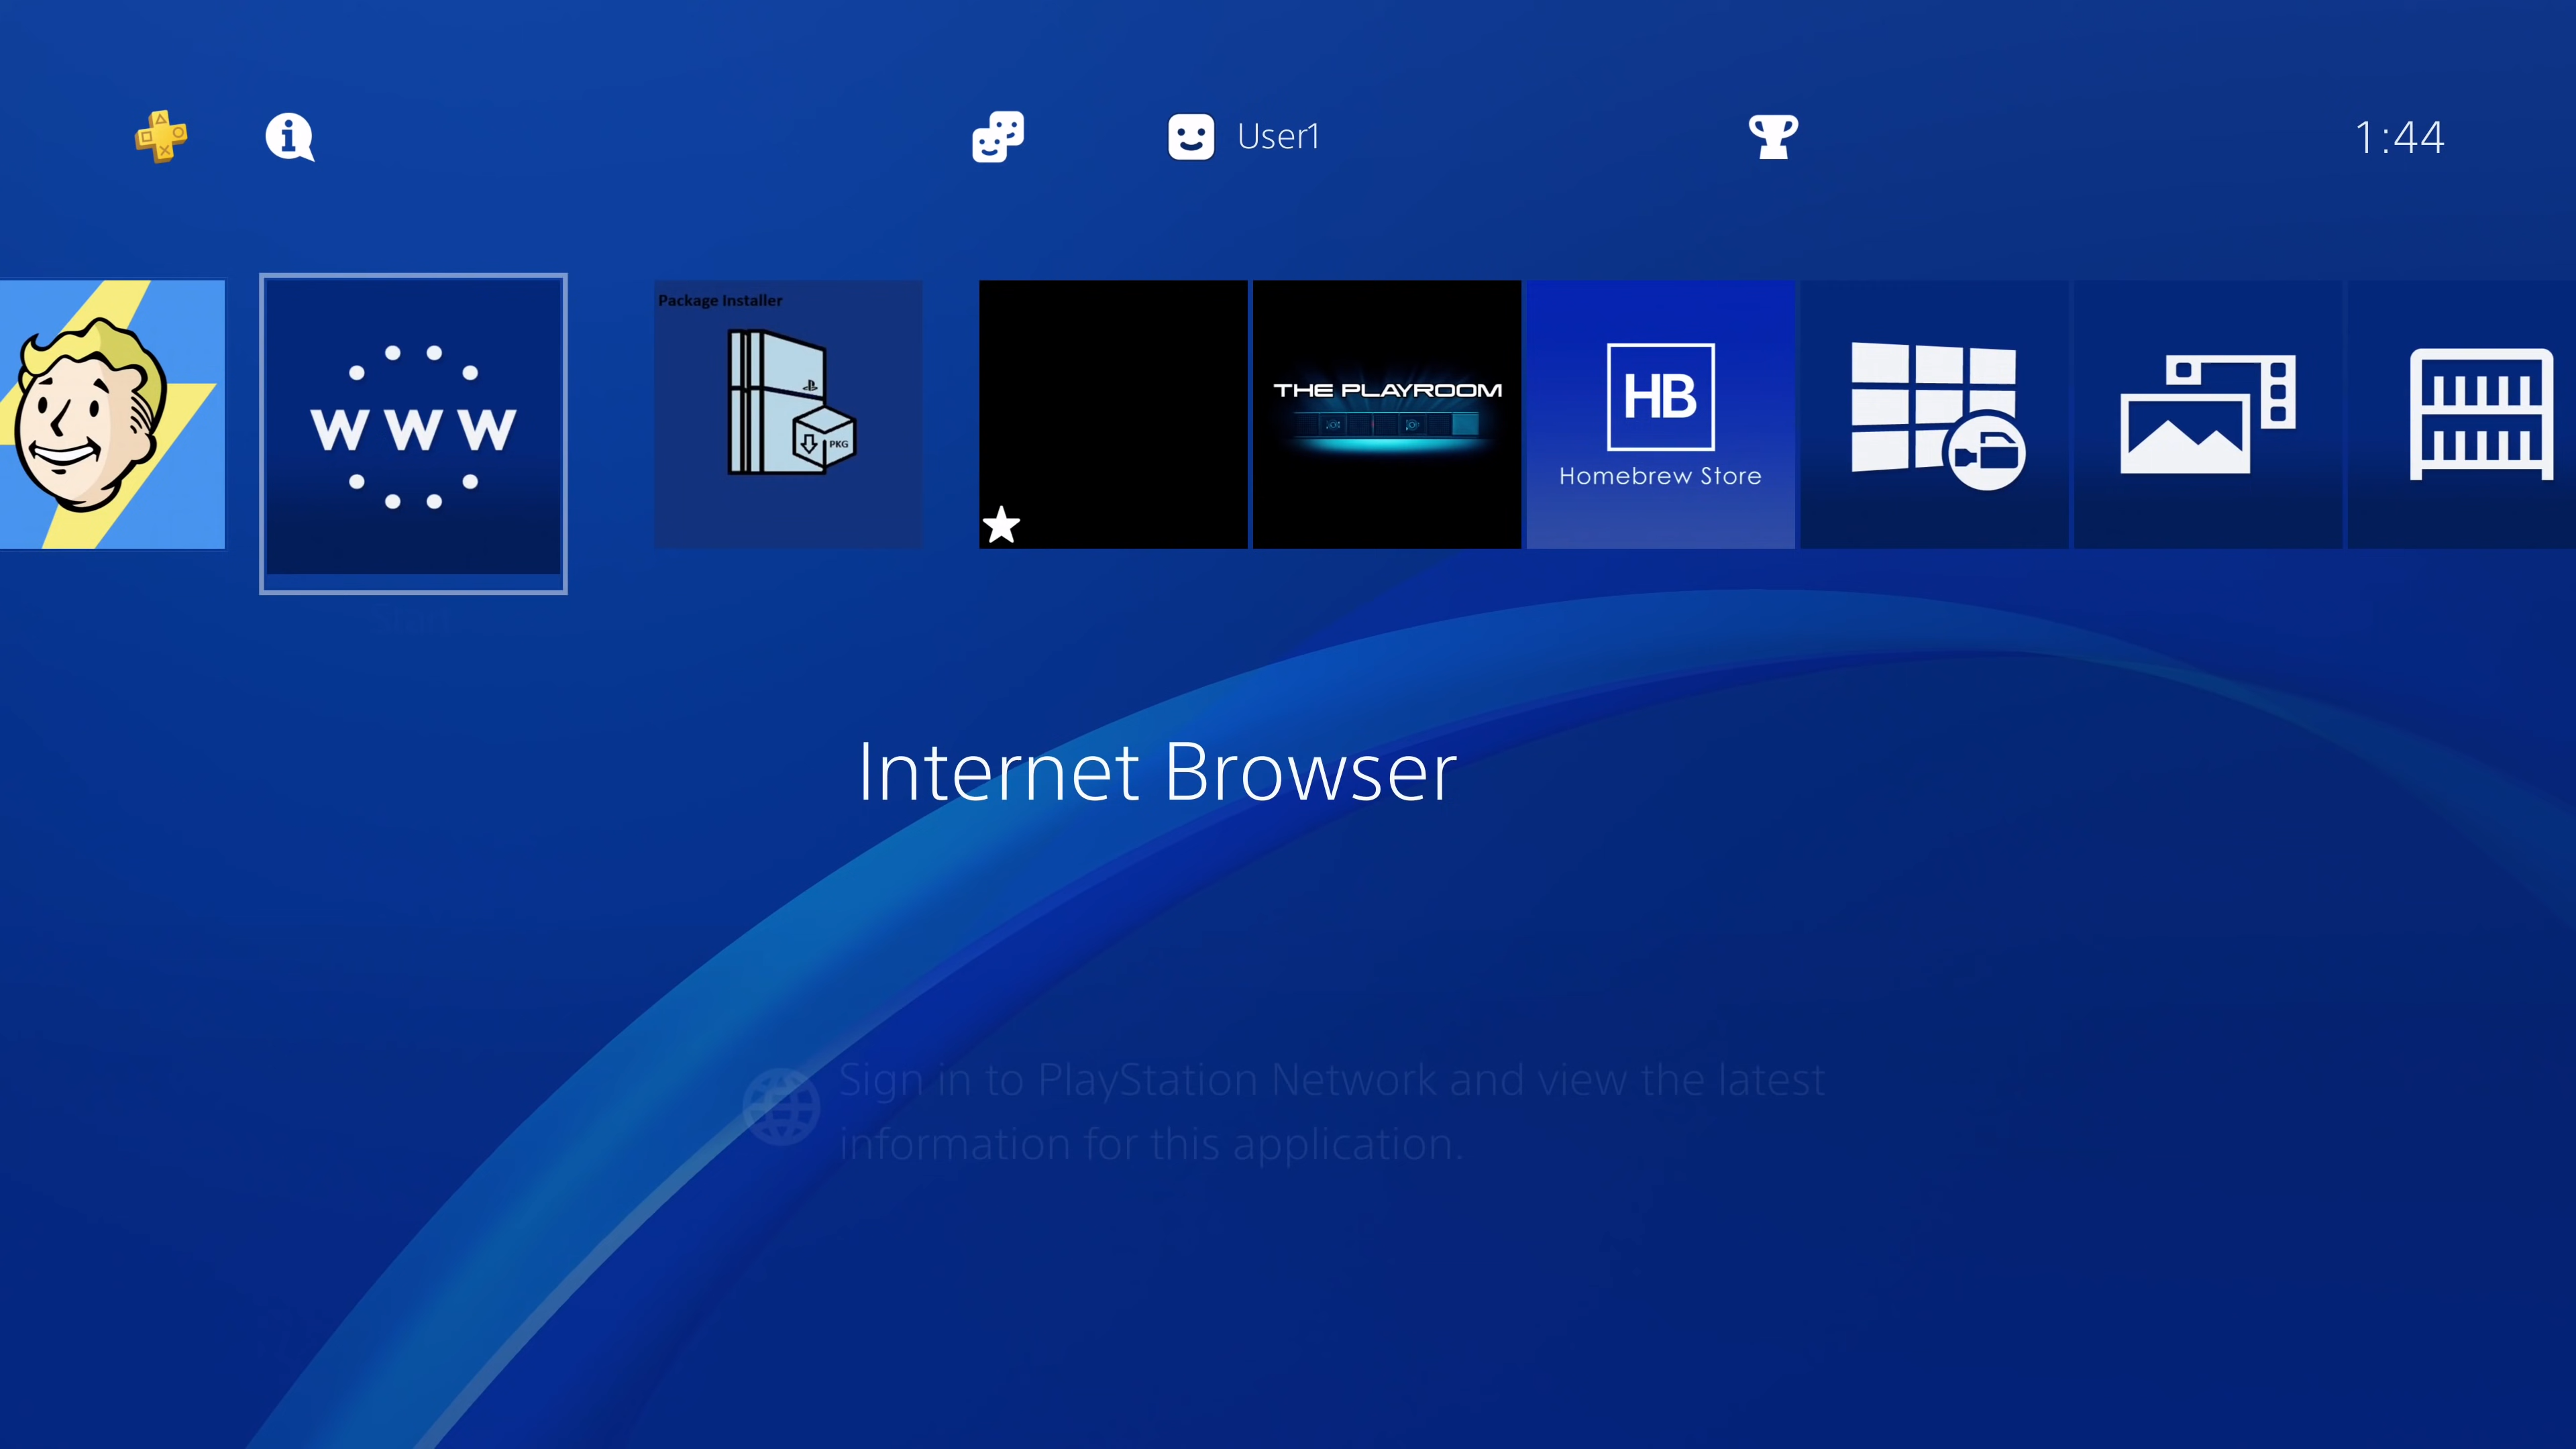 User1
1:44
WWW
Package Installer
PKG
THE PLAYROOM
HB
Homebrew Store
Internet Browser
Sign in to PlayStation Network and view the latest
information for this application.